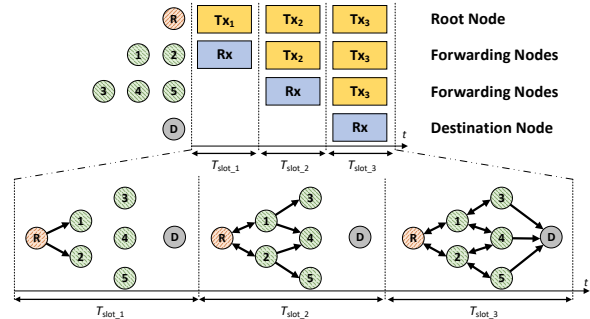 R Tx1 Tx2 Tx3 Root Node
1 2 Rx Tx2 Tx3 Forwarding Nodes
3 4 5 Rx Tx3 Forwarding Nodes
D Rx Destination Node
t
Tslot_1 Tslot_2 Tslot_3
3 3 3
1 1 1
R 4 D R 4 D R 4 D
2 2 2
5 5 5
t
Tslot_1 Tslot_2 Tslot_3